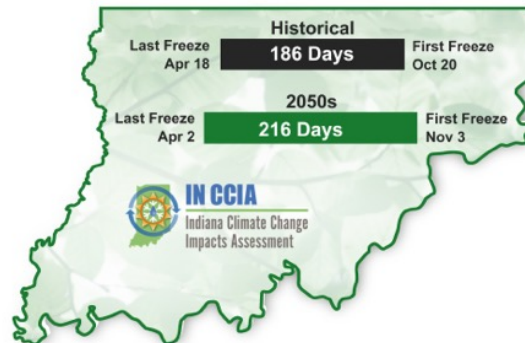 Historical
Last Freeze
Apr 18
186 Days
First Freeze
Oct 20
2050s
Last Freeze
Apr 2
216 Days
First Freeze
Nov 3
IN CCIA
Indiana Climate Change
Impacts Assessment